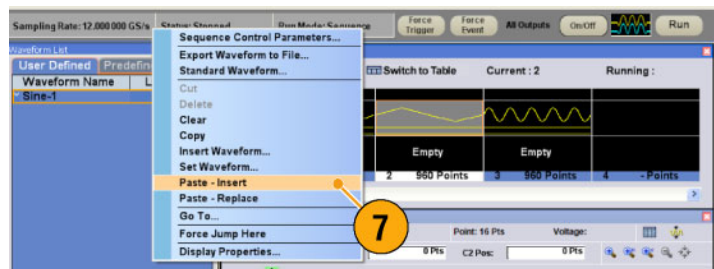 Sampling Rate:12.000 000 GS/s Status: Stopped Run Mode: Sequence Force Trigger Force Event All Outputs On/Off Run
Waveform List
User Defined
Waveform Name
Sine-1
Sequence Control Parameters...
Export Waveform to File...
Standard Waveform...
Cut
Delete
Clear
Copy
Insert Waveform...
Set Waveform...
Paste - Insert
Paste - Replace
Go To...
Force Jump Here
Display Properties...
7
Switch to Table Current : 2 Running :
Empty Empty
2 960 Points 3 960 Points 4 - Points
Point: 16 Pts Voltage:
0 Pts C2 Pos: 0 Pts